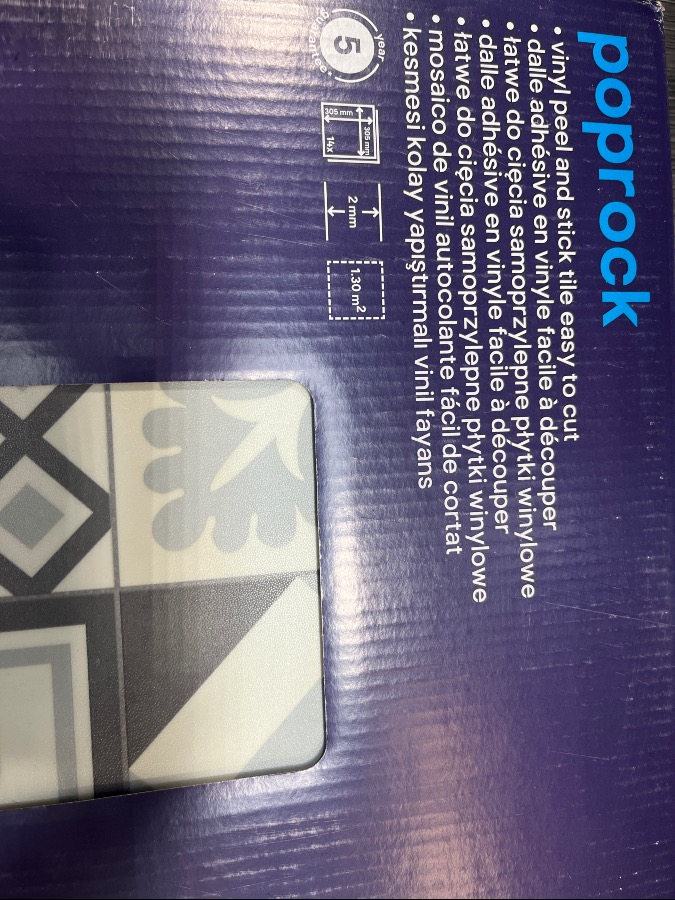 poprock
• vinyl peel and stick tile easy to cut
• dalle adhésive en vinyle facile à découper
• łatwe do cięcia samoprzylepne płytki winylowe
• dalle adhésive en vinyle facile à découper
• łatwe do cięcia samoprzylepne płytki winylowe
• mosaico de vinil autocolante fácil de cortat
• kesmesi kolay yapıştırmalı vinil fayans
year
5
guarantee
305 mm
305 mm
14x
2 mm
1.30 m²